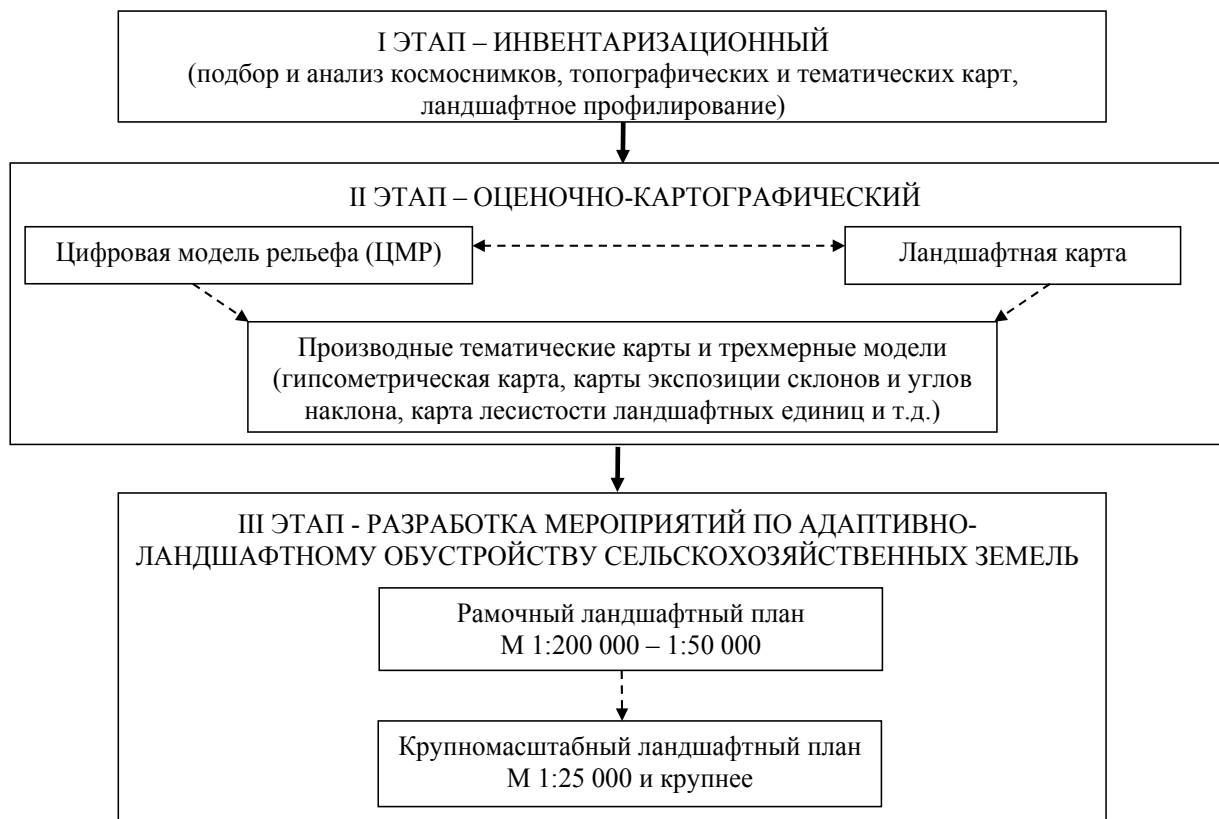 I ЭТАП – ИНВЕНТАРИЗАЦИОННЫЙ
(подбор и анализ космоснимков, топографических и тематических карт,
ландшафтное профилирование)
II ЭТАП – ОЦЕНОЧНО-КАРТОГРАФИЧЕСКИЙ
Цифровая модель рельефа (ЦМР)
Ландшафтная карта
Производные тематические карты и трехмерные модели
(гипсометрическая карта, карты экспозиции склонов и углов
наклона, карта лесистости ландшафтных единиц и т.д.)
III ЭТАП - РАЗРАБОТКА МЕРОПРИЯТИЙ ПО АДАПТИВНО-
ЛАНДШАФТНОМУ ОБУСТРОЙСТВУ СЕЛЬСКОХОЗЯЙСТВЕННЫХ ЗЕМЕЛЬ
Рамочный ландшафтный план
М 1:200 000 – 1:50 000
Крупномасштабный ландшафтный план
М 1:25 000 и крупнее